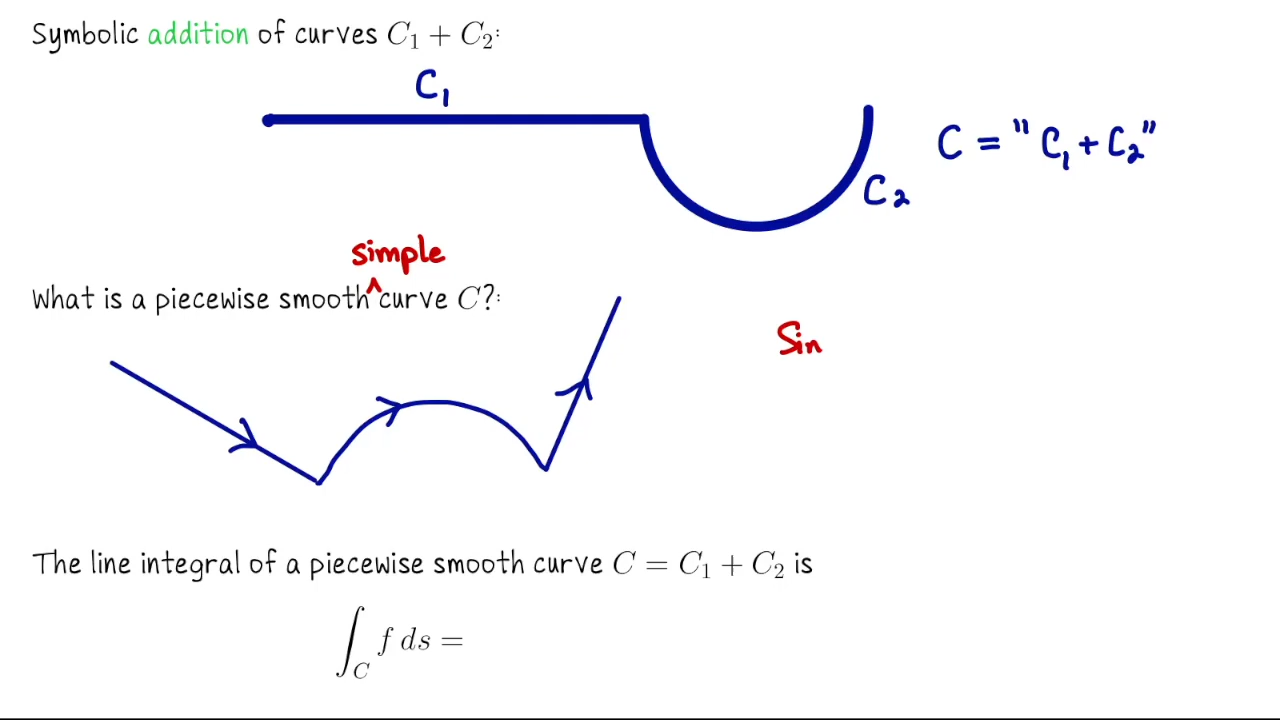 Symbolic addition of curves C₁ + C₂:
C₁
C = "C₁ + C₂"
C₂
simple
What is a piecewise smooth ^ curve C?:
Sin
The line integral of a piecewise smooth curve C = C₁ + C₂ is
∫_C f ds =